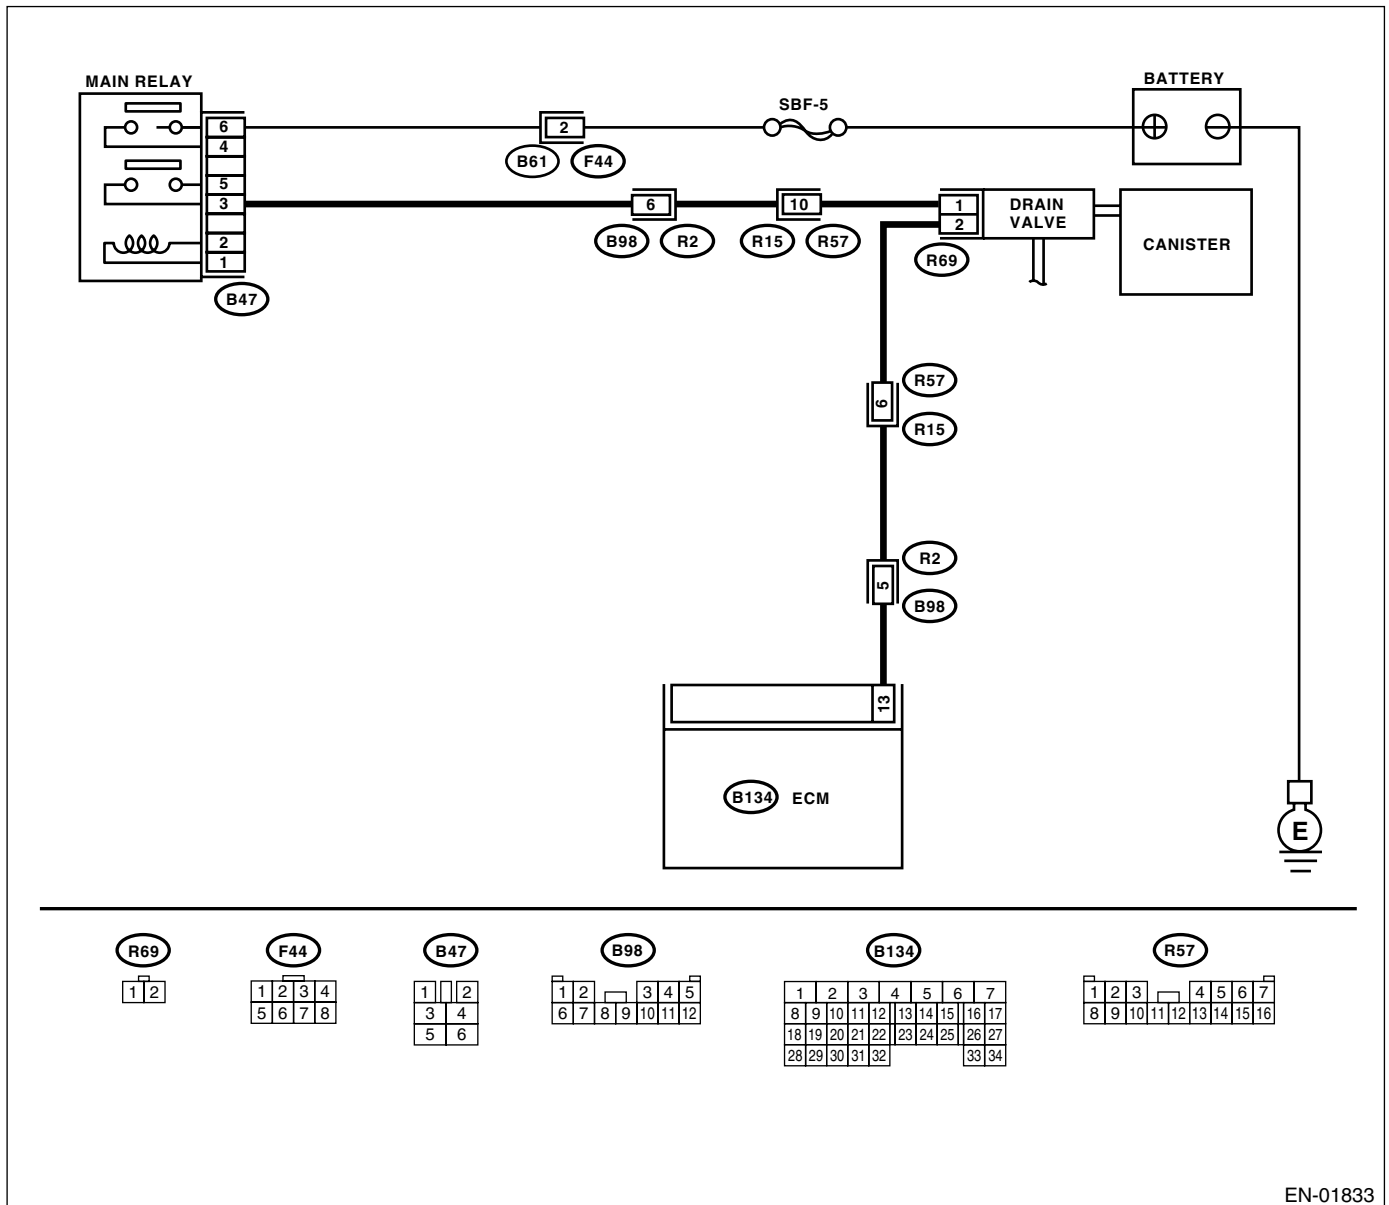 MAIN RELAY
BATTERY
SBF-5
6
4
5
3
2
1
B47
2
B61 F44
6
B98 R2
10
R15 R57
1
2
R69
DRAIN
VALVE
CANISTER
R57
6
R15
R2
5
B98
13
B134 ECM
E
R69
1 2
F44
1 2 3 4
5 6 7 8
B47
1 2
3 4
5 6
B98
1 2 3 4 5
6 7 8 9 10 11 12
B134
1 2 3 4 5 6 7
8 9 10 11 12 13 14 15 16 17
18 19 20 21 22 23 24 25 26 27
28 29 30 31 32 33 34
R57
1 2 3 4 5 6 7
8 9 10 11 12 13 14 15 16
EN-01833